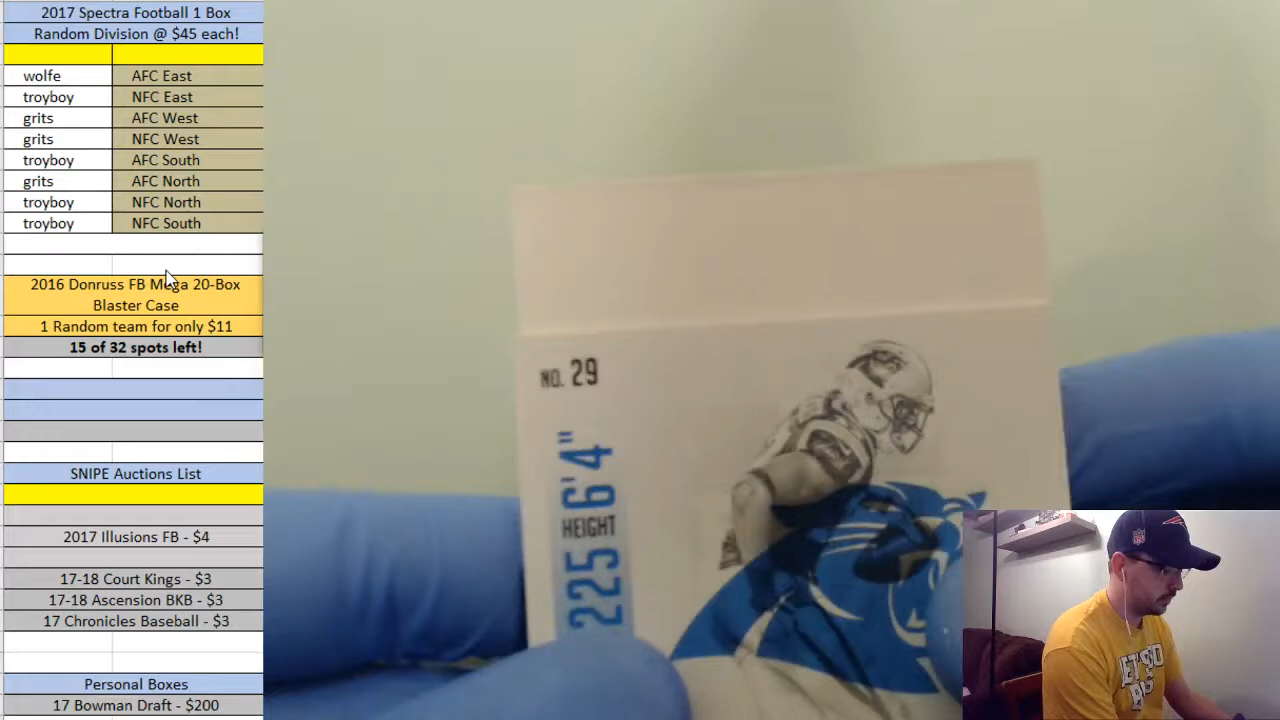 2017 Spectra Football 1 Box
Random Division @ $45 each!
wolfe AFC East
troyboy NFC East
grits AFC West
grits NFC West
troyboy AFC South
grits AFC North
troyboy NFC North
troyboy NFC South
2016 Donruss FB Mega 20-Box
Blaster Case
1 Random team for only $11
15 of 32 spots left!
SNIPE Auctions List
2017 Illusions FB - $4
17-18 Court Kings - $3
17-18 Ascension BKB - $3
17 Chronicles Baseball - $3
Personal Boxes
17 Bowman Draft - $200
NO. 29
225 HEIGHT 6'4"